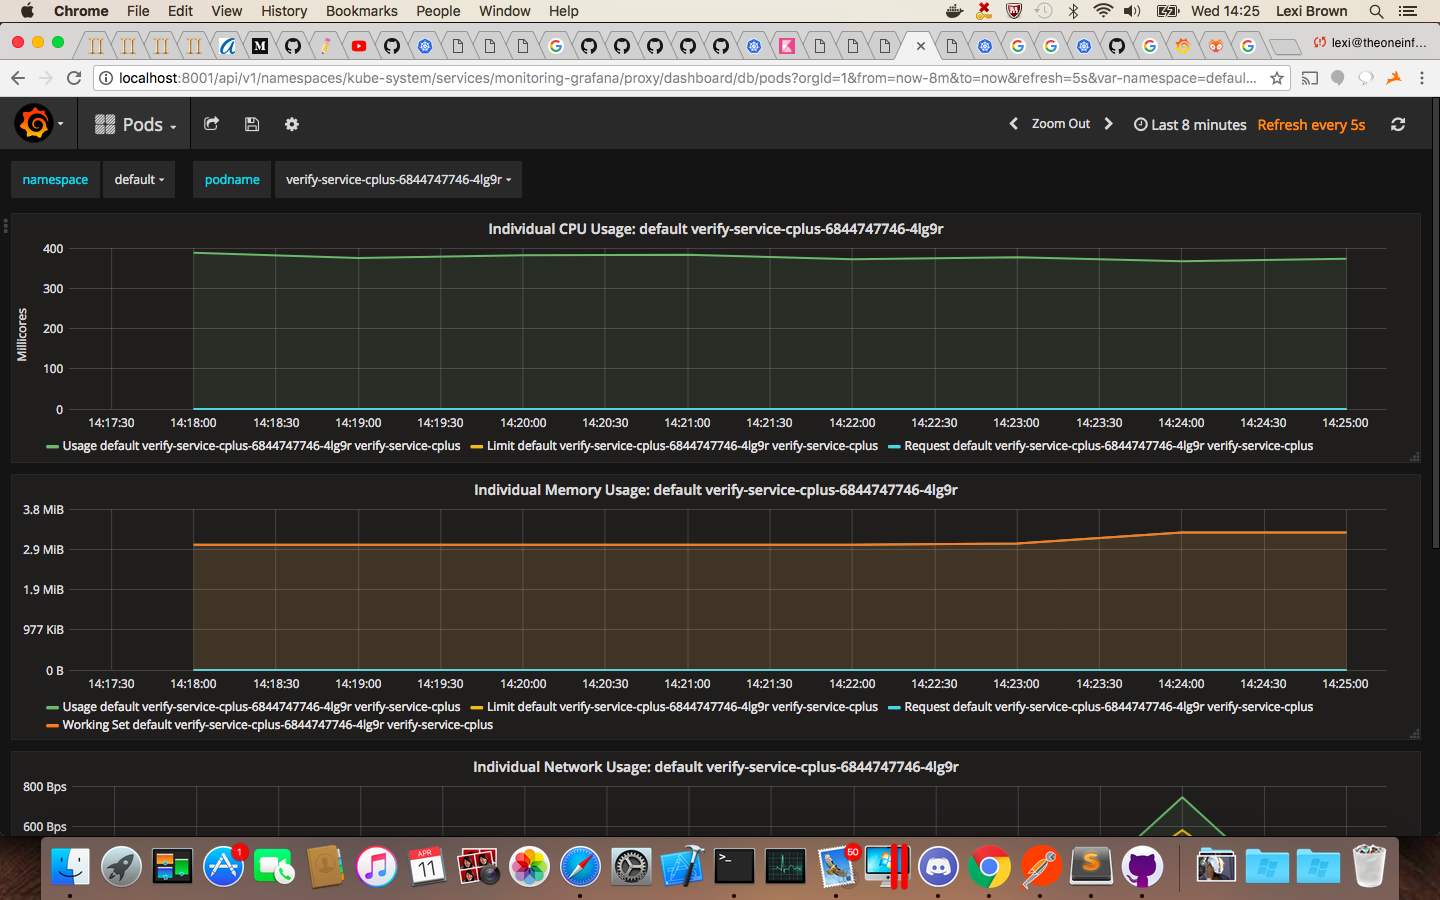 Chrome File Edit View History Bookmarks People Window Help Wed 14:25 Lexi Brown
lexi@theoneinf...
localhost:8001/api/v1/namespaces/kube-system/services/monitoring-grafana/proxy/dashboard/db/pods?orgId=1&from=now-8m&to=now&refresh=5s&var-namespace=defaul...
Pods Zoom Out Last 8 minutes Refresh every 5s
namespace default podname verify-service-cplus-6844747746-4lg9r
Individual CPU Usage: default verify-service-cplus-6844747746-4lg9r
Millicores
400
300
200
100
0
14:17:30 14:18:00 14:18:30 14:19:00 14:19:30 14:20:00 14:20:30 14:21:00 14:21:30 14:22:00 14:22:30 14:23:00 14:23:30 14:24:00 14:24:30 14:25:00
Usage default verify-service-cplus-6844747746-4lg9r verify-service-cplus Limit default verify-service-cplus-6844747746-4lg9r verify-service-cplus Request default verify-service-cplus-6844747746-4lg9r verify-service-cplus
Individual Memory Usage: default verify-service-cplus-6844747746-4lg9r
3.8 MiB
2.9 MiB
1.9 MiB
977 KiB
0 B
14:17:30 14:18:00 14:18:30 14:19:00 14:19:30 14:20:00 14:20:30 14:21:00 14:21:30 14:22:00 14:22:30 14:23:00 14:23:30 14:24:00 14:24:30 14:25:00
Usage default verify-service-cplus-6844747746-4lg9r verify-service-cplus Limit default verify-service-cplus-6844747746-4lg9r verify-service-cplus Request default verify-service-cplus-6844747746-4lg9r verify-service-cplus
Working Set default verify-service-cplus-6844747746-4lg9r verify-service-cplus
Individual Network Usage: default verify-service-cplus-6844747746-4lg9r
800 Bps
600 Bps
1
APR
11
50